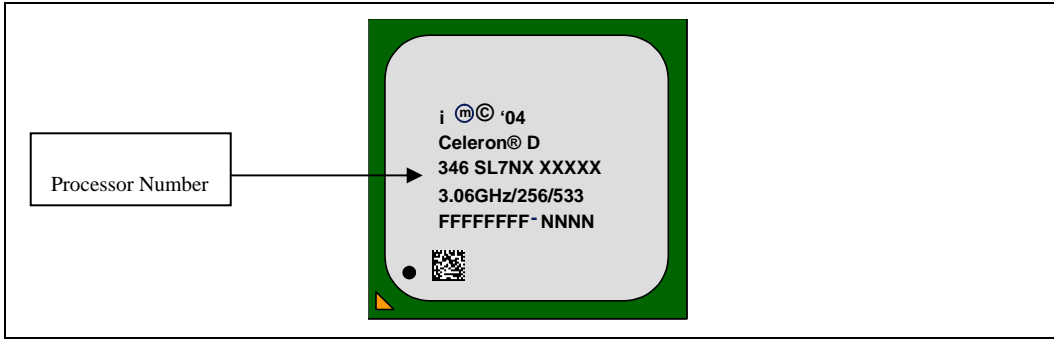 Processor Number
i ⓜ© ‘04
Celeron® D
346 SL7NX XXXXX
3.06GHz/256/533
FFFFFFFF-NNNN